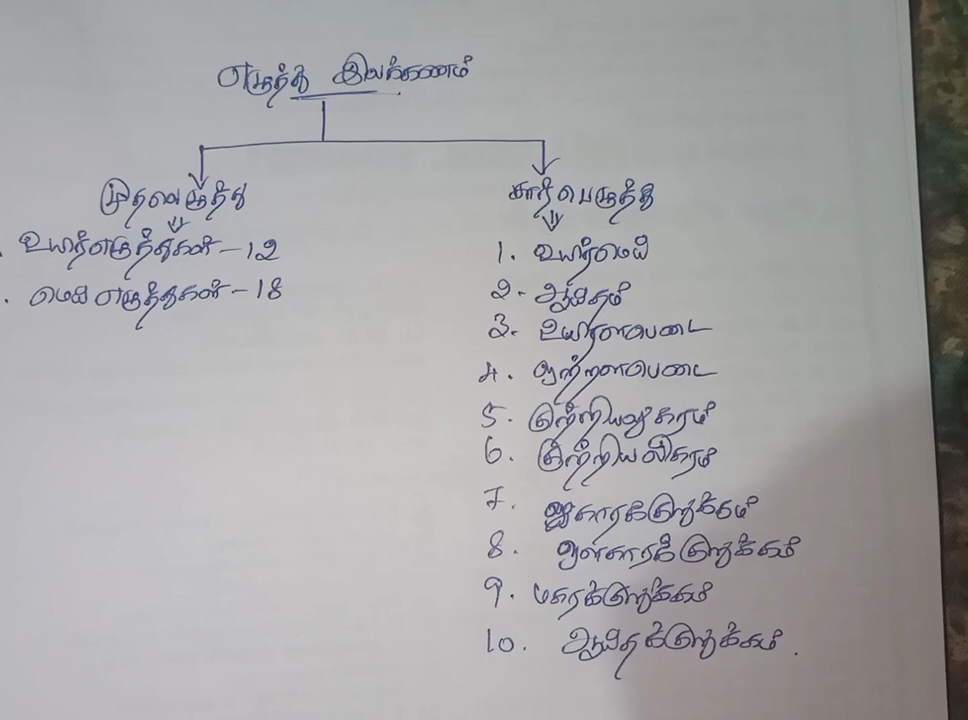 எழுத்து இலக்கணம்
முதலெழுத்து
சார்பெழுத்து
. உயிர்எழுத்துகள் - 12
. மெய் எழுத்துகள் - 18
1. உயிர்மெய்
2. ஆய்தம்
3. உயிரளபெடை
4. ஒற்றளபெடை
5. குற்றியலுகரம்
6. குற்றியலிகரம்
7. ஐகாரக்குறுக்கம்
8. ஔகாரக்குறுக்கம்
9. மகரக்குறுக்கம்
10. ஆய்தக்குறுக்கம்.